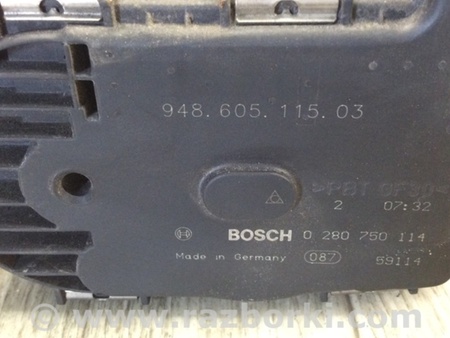 948.605.115.03
>PBT GF30<
2 07:32
BOSCH 0 280 750 114
Made in Germany 087 59114
www.razborki.com